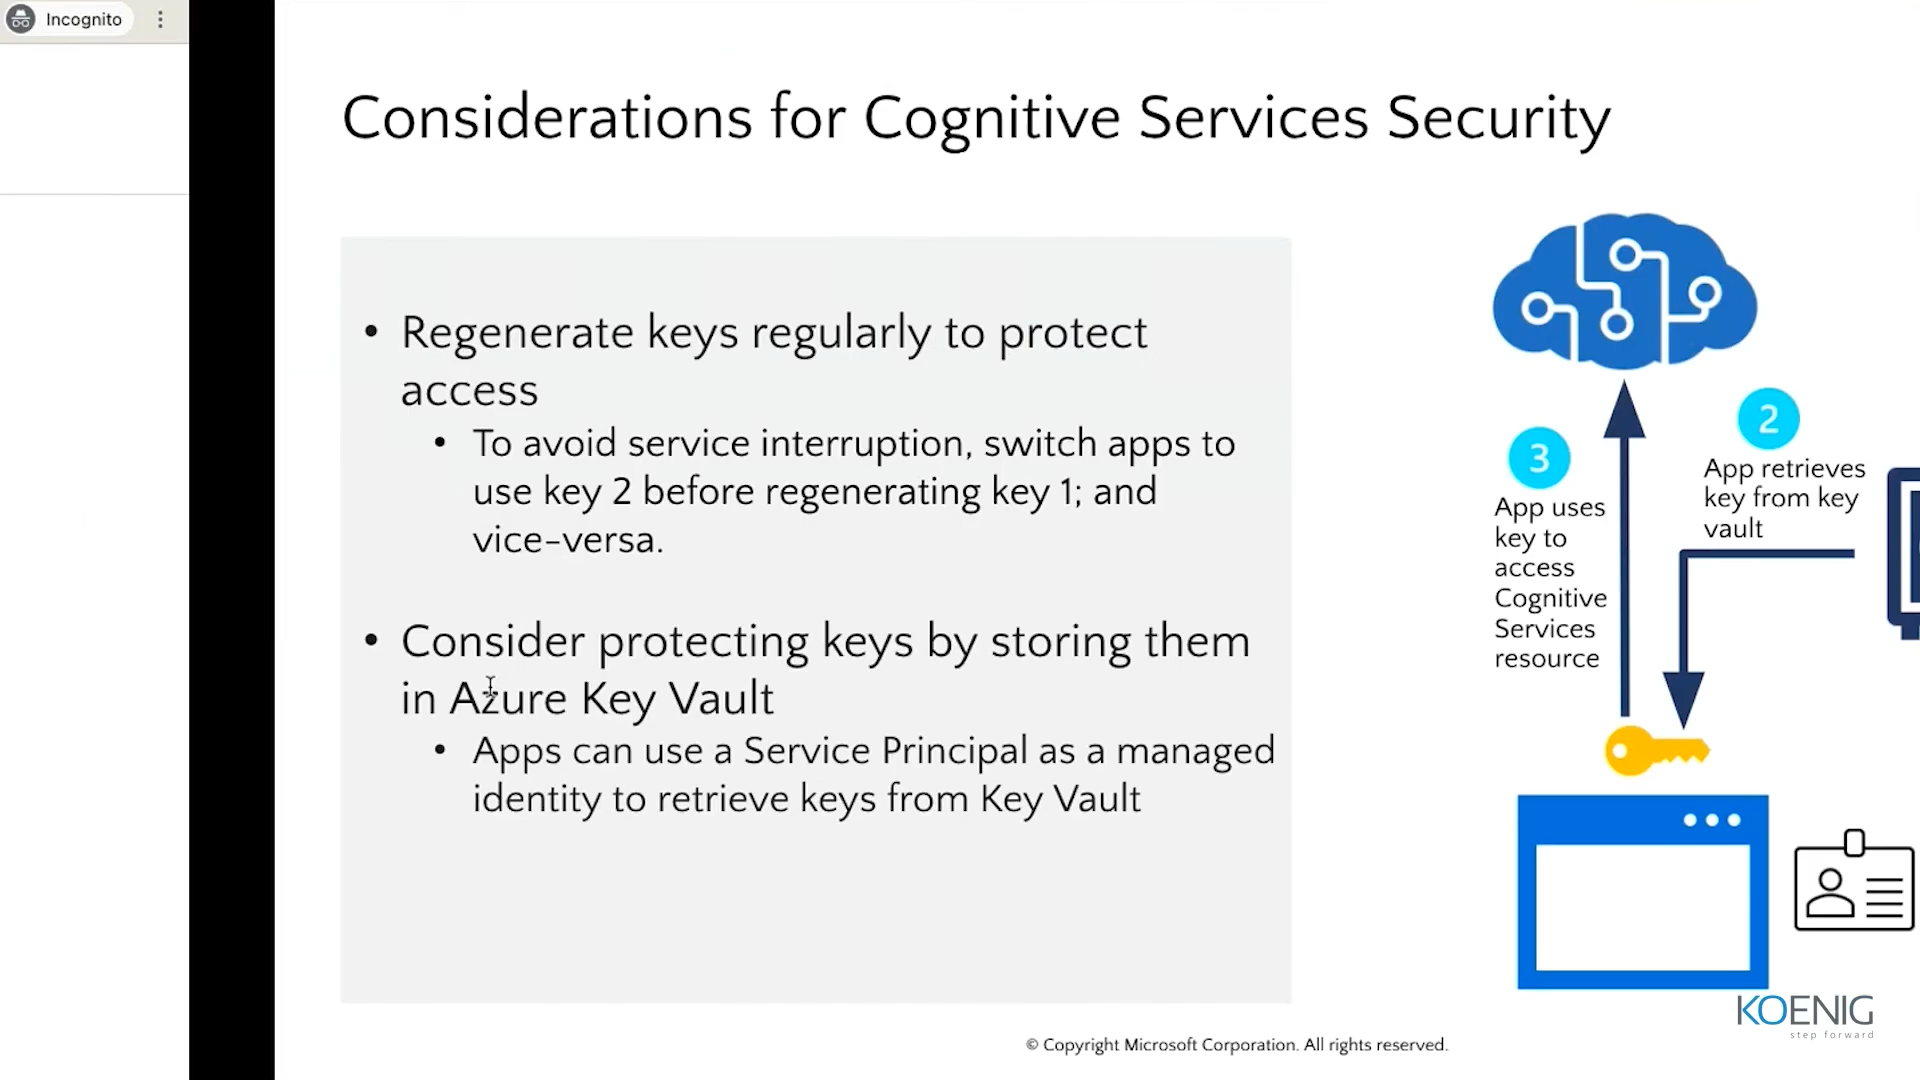 Incognito
Considerations for Cognitive Services Security
• Regenerate keys regularly to protect
access
• To avoid service interruption, switch apps to
use key 2 before regenerating key 1; and
vice-versa.
• Consider protecting keys by storing them
in Azure Key Vault
• Apps can use a Service Principal as a managed
identity to retrieve keys from Key Vault
2
App retrieves
key from key
vault
3
App uses
key to
access
Cognitive
Services
resource
KOENIG
step forward
© Copyright Microsoft Corporation. All rights reserved.